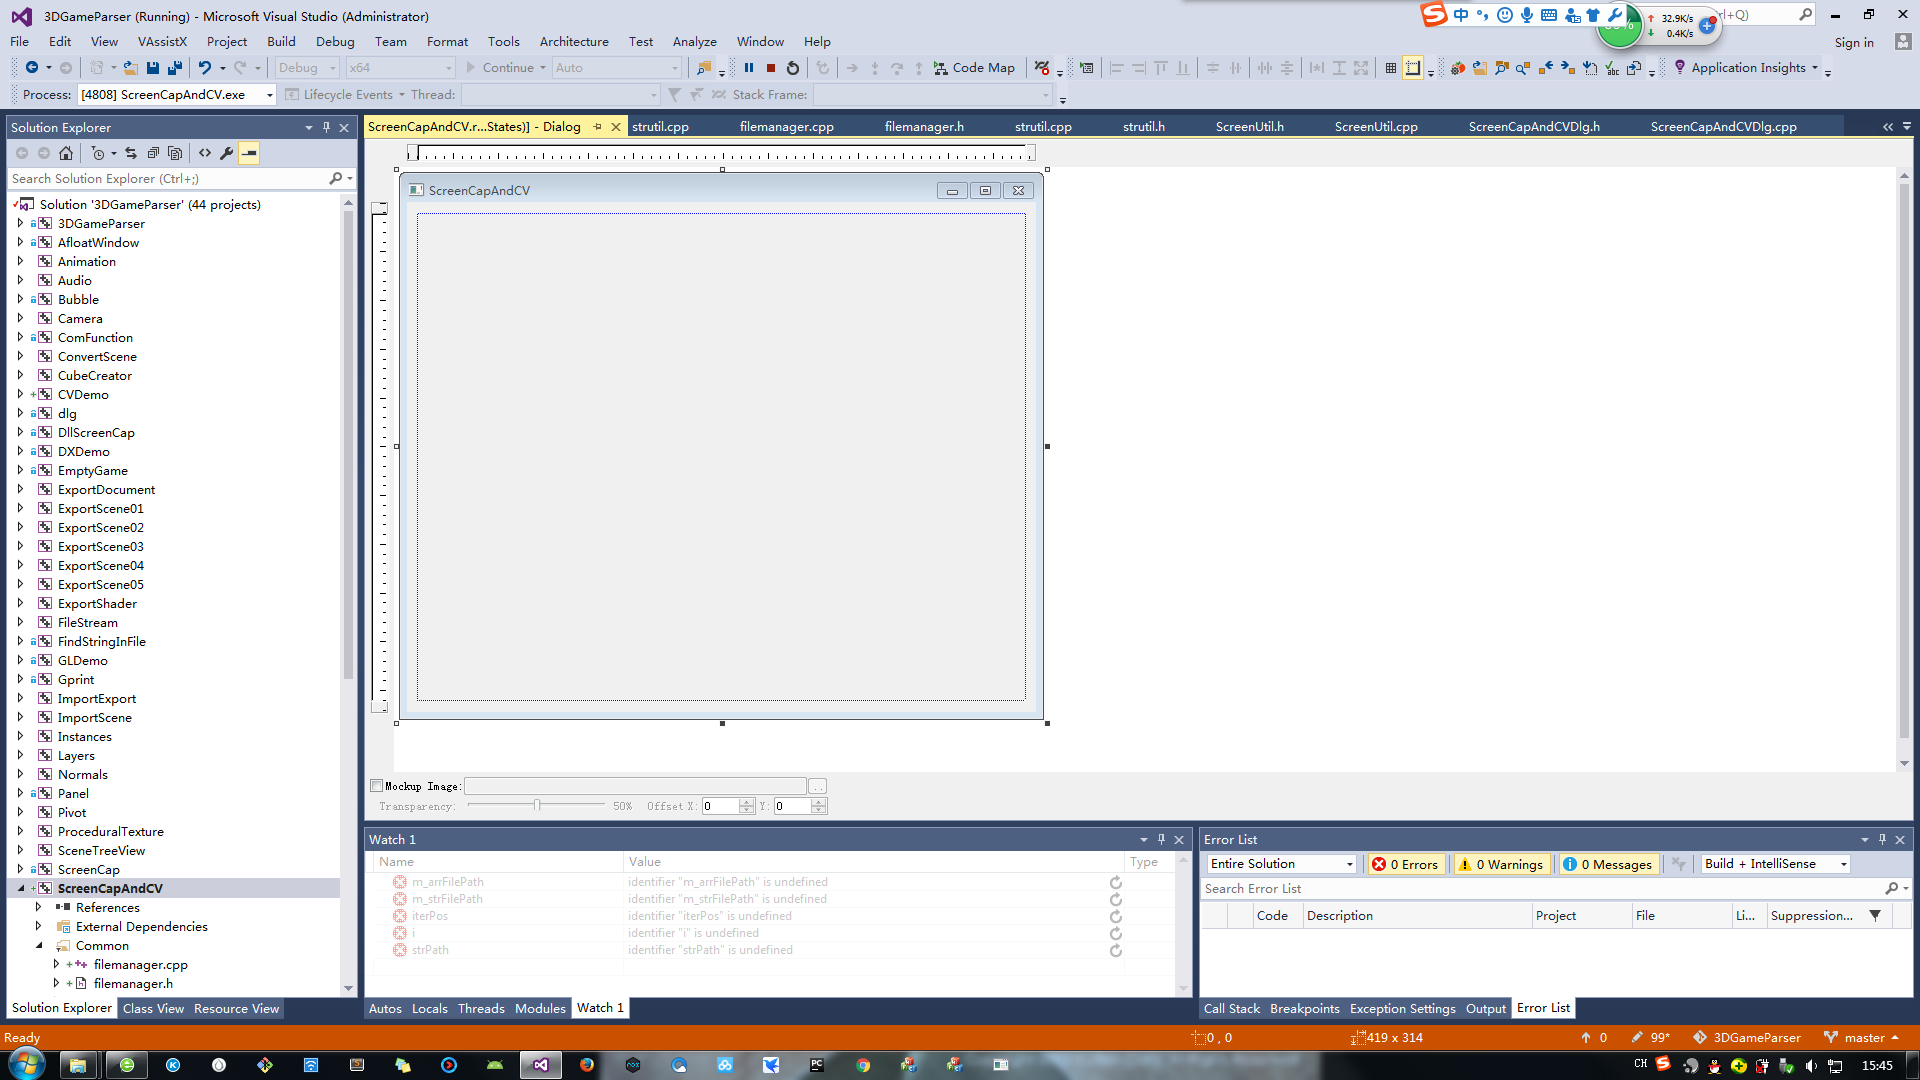 3DGameParser (Running) - Microsoft Visual Studio (Administrator)
中
15
32.9K/s
0.4K/s
rl+Q)
File Edit View VAssistX Project Build Debug Team Format Tools Architecture Test Analyze Window Help
Sign in
Debug x64 Continue Auto Code Map Application Insights
Process: [4808] ScreenCapAndCV.exe Lifecycle Events Thread: Stack Frame:
Solution Explorer
Search Solution Explorer (Ctrl+;)
Solution '3DGameParser' (44 projects)
3DGameParser
AfloatWindow
Animation
Audio
Bubble
Camera
ComFunction
ConvertScene
CubeCreator
CVDemo
dlg
DllScreenCap
DXDemo
EmptyGame
ExportDocument
ExportScene01
ExportScene02
ExportScene03
ExportScene04
ExportScene05
ExportShader
FileStream
FindStringInFile
GLDemo
Gprint
ImportExport
ImportScene
Instances
Layers
Normals
Panel
Pivot
ProceduralTexture
SceneTreeView
ScreenCap
ScreenCapAndCV
References
External Dependencies
Common
filemanager.cpp
filemanager.h
Solution Explorer Class View Resource View
ScreenCapAndCV.r...States)] - Dialog strutil.cpp filemanager.cpp filemanager.h strutil.cpp strutil.h ScreenUtil.h ScreenUtil.cpp ScreenCapAndCVDlg.h ScreenCapAndCVDlg.cpp
ScreenCapAndCV
Mockup Image: ..
Transparency: 50% Offset X: 0 Y: 0
Watch 1
Name Value Type
m_arrFilePath identifier "m_arrFilePath" is undefined
m_strFilePath identifier "m_strFilePath" is undefined
iterPos identifier "iterPos" is undefined
i identifier "i" is undefined
strPath identifier "strPath" is undefined
Autos Locals Threads Modules Watch 1
Error List
Entire Solution 0 Errors 0 Warnings 0 Messages Build + IntelliSense
Search Error List
Code Description Project File Li... Suppression...
Call Stack Breakpoints Exception Settings Output Error List
Ready 0 , 0 419 x 314 0 99* 3DGameParser master
CH 15:45